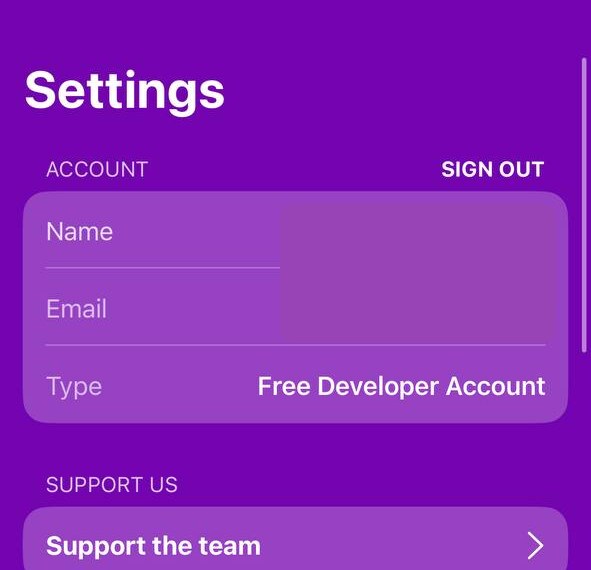 Settings
ACCOUNT SIGN OUT
Name
Email
Type Free Developer Account
SUPPORT US
Support the team